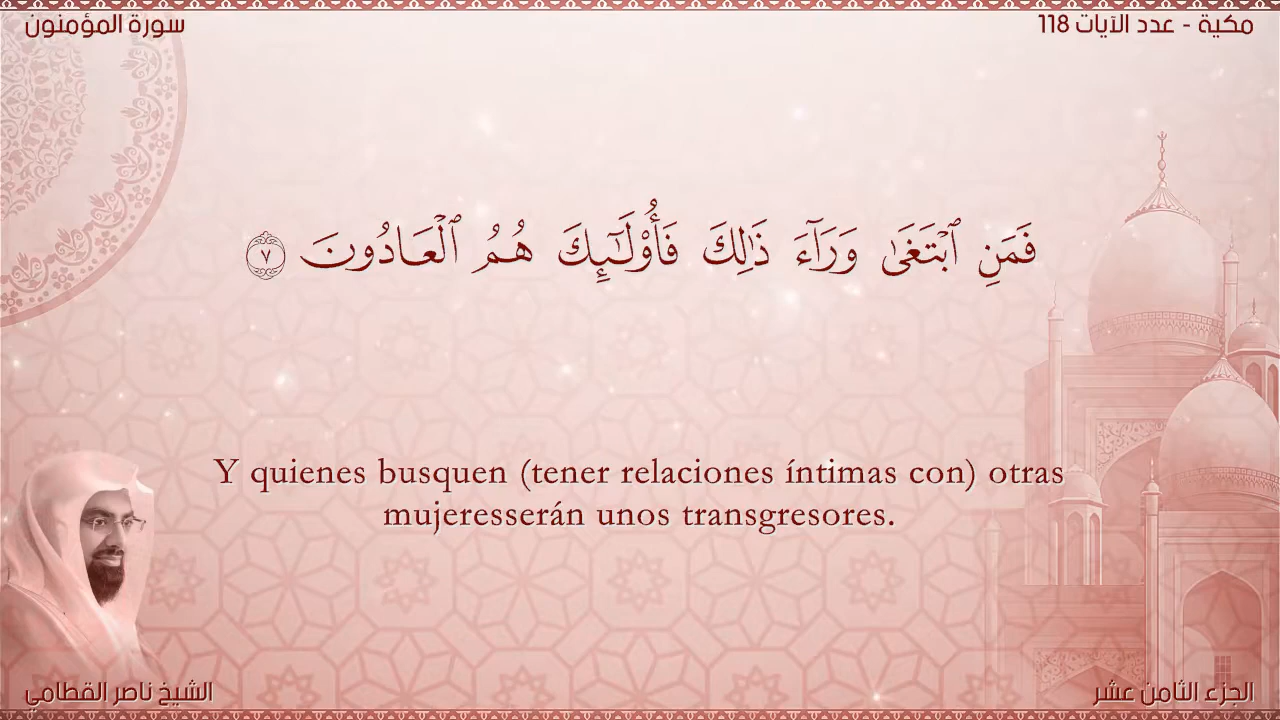 مكية - عدد الآيات 118
سورة المؤمنون
فَمَنِ ٱبْتَغَىٰ وَرَآءَ ذَٰلِكَ فَأُو۟لَـٰٓئِكَ هُمُ ٱلْعَادُونَ ٧
Y quienes busquen (tener relaciones íntimas con) otras
mujeresserán unos transgresores.
الجزء الثامن عشر
الشيخ ناصر القطامي